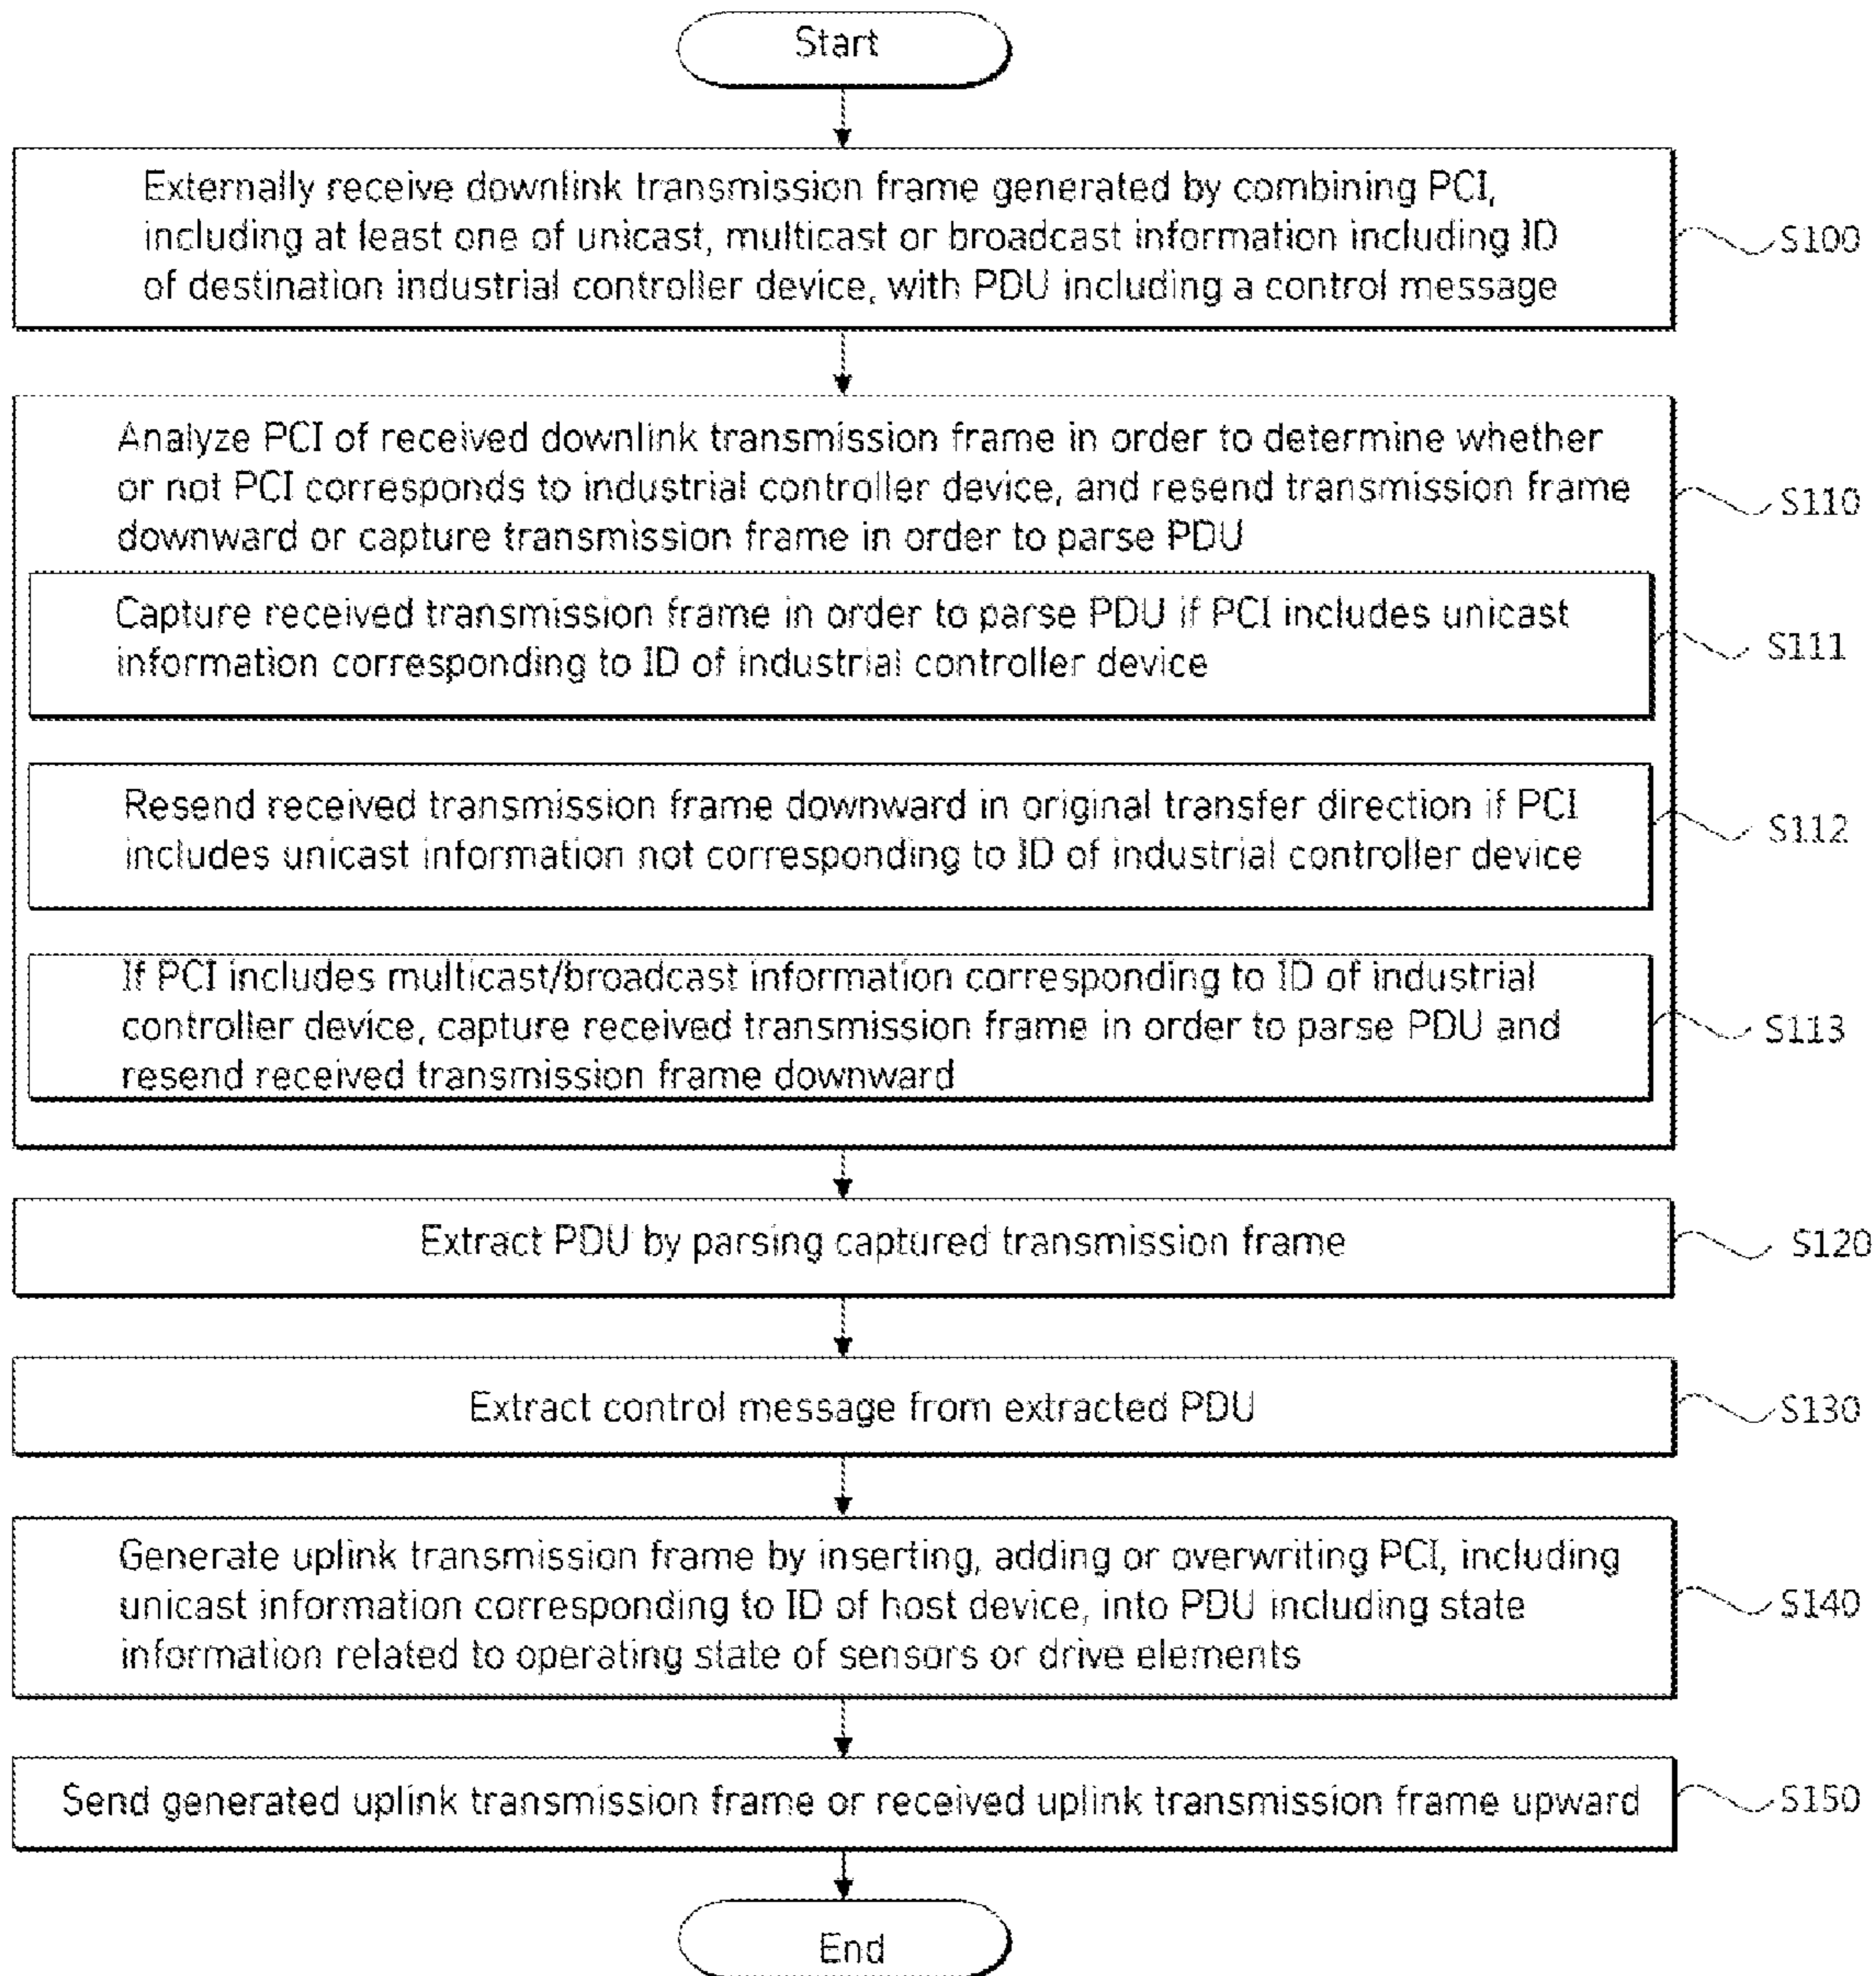 Start
Externally receive downlink transmission frame generated by combining PCI,
including at least one of unicast, multicast or broadcast information including ID
of destination industrial controller device, with PDU including a control message
S100
Analyze PCI of received downlink transmission frame in order to determine whether
or not PCI corresponds to industrial controller device, and resend transmission frame
downward or capture transmission frame in order to parse PDU
S110
Capture received transmission frame in order to parse PDU if PCI includes unicast
information corresponding to ID of industrial controller device
S111
Resend received transmission frame downward in original transfer direction if PCI
includes unicast information not corresponding to ID of industrial controller device
S112
If PCI includes multicast/broadcast information corresponding to ID of industrial
controller device, capture received transmission frame in order to parse PDU and
resend received transmission frame downward
S113
Extract PDU by parsing captured transmission frame
S120
Extract control message from extracted PDU
S130
Generate uplink transmission frame by inserting, adding or overwriting PCI, including
unicast information corresponding to ID of host device, into PDU including state
information related to operating state of sensors or drive elements
S140
Send generated uplink transmission frame or received uplink transmission frame upward
S150
End